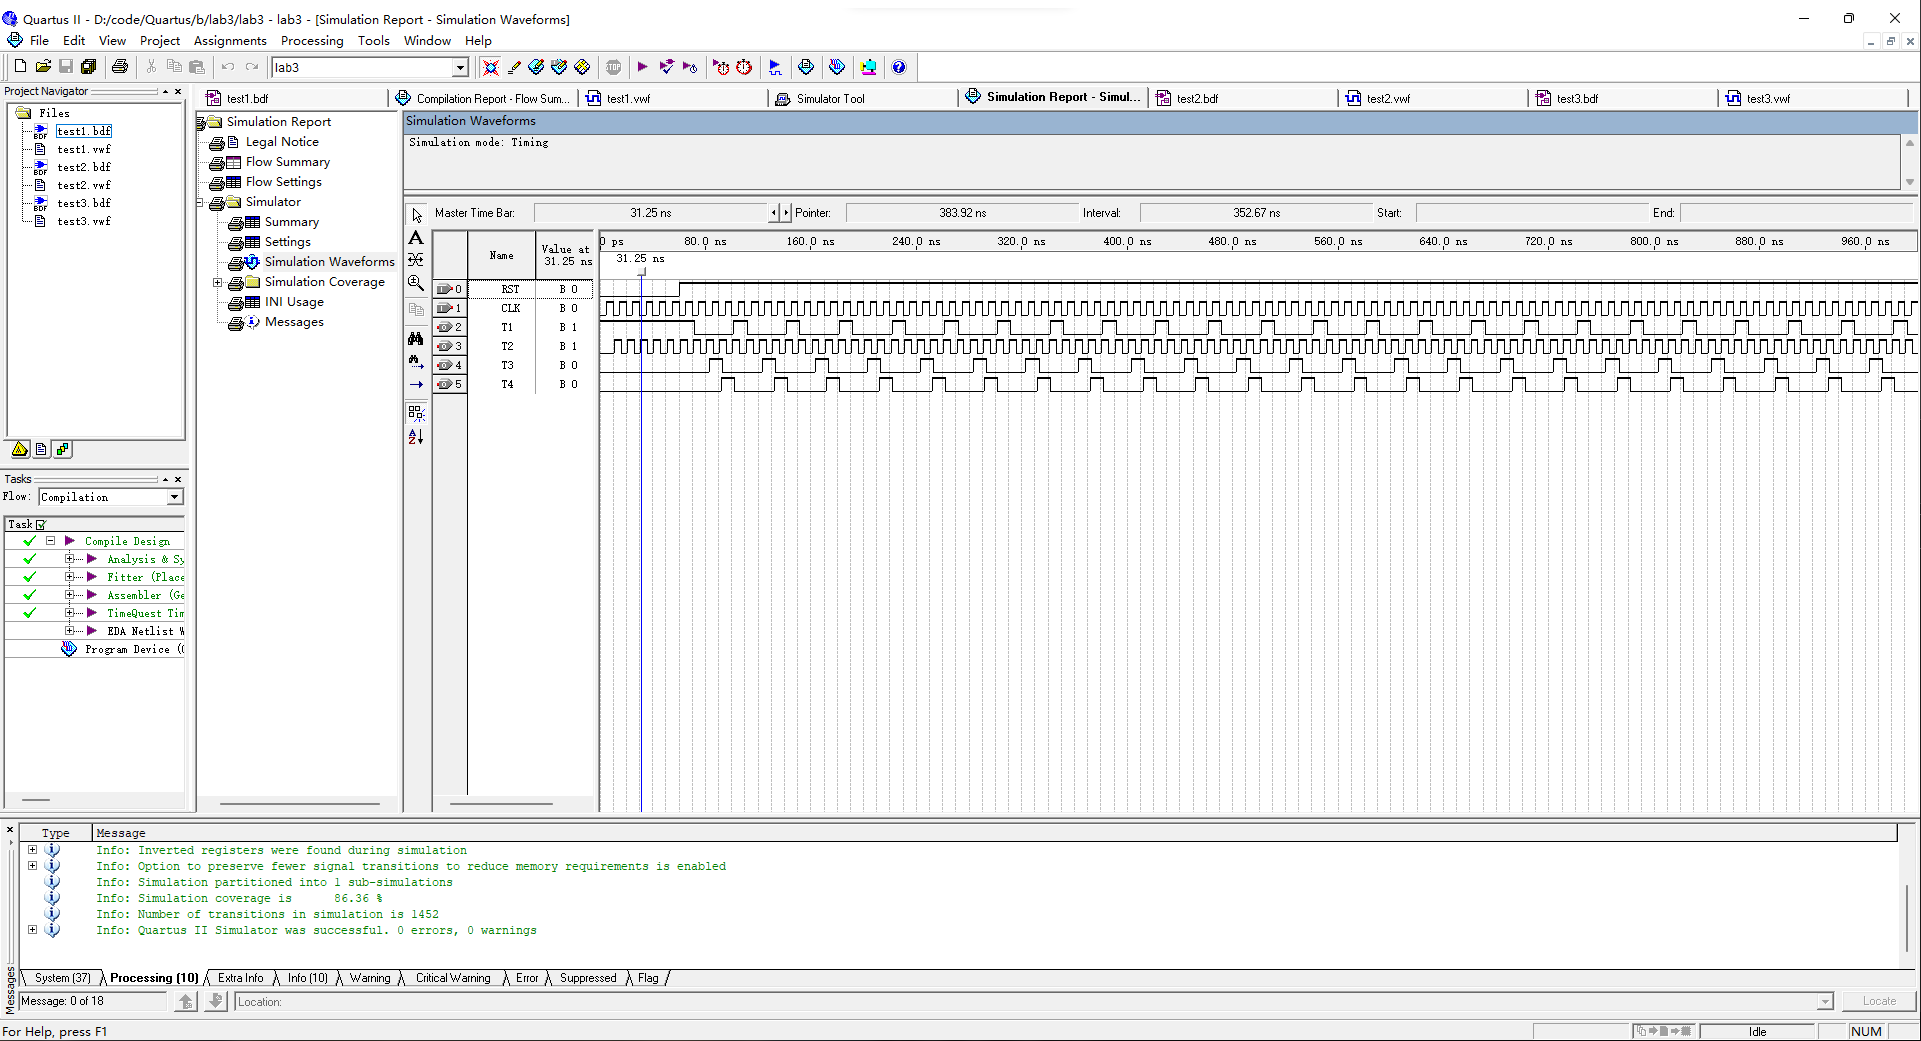 Quartus II - D:/code/Quartus/b/lab3/lab3 - lab3 - [Simulation Report - Simulation Waveforms]
File Edit View Project Assignments Processing Tools Window Help
lab3
STOP
Project Navigator
Files
test1.bdf
test1.vwf
test2.bdf
test2.vwf
test3.bdf
test3.vwf
Tasks
Flow: Compilation
Task
Compile Design
Analysis & Sy
Fitter (Place
Assembler (Ge
TimeQuest Tim
EDA Netlist W
Program Device (
test1.bdf Compilation Report - Flow Sum... test1.vwf Simulator Tool Simulation Report - Simul... test2.bdf test2.vwf test3.bdf test3.vwf
Simulation Report
Legal Notice
Flow Summary
Flow Settings
Simulator
Summary
Settings
Simulation Waveforms
Simulation Coverage
INI Usage
Messages
Simulation Waveforms
Simulation mode: Timing
Master Time Bar: 31.25 ns Pointer: 383.92 ns Interval: 352.67 ns Start: End:
Name Value at 31.25 ns
0 ps 80.0 ns 160.0 ns 240.0 ns 320.0 ns 400.0 ns 480.0 ns 560.0 ns 640.0 ns 720.0 ns 800.0 ns 880.0 ns 960.0 ns
31.25 ns
0 RST B 0
1 CLK B 0
2 T1 B 1
3 T2 B 1
4 T3 B 0
5 T4 B 0
Type Message
Info: Inverted registers were found during simulation
Info: Option to preserve fewer signal transitions to reduce memory requirements is enabled
Info: Simulation partitioned into 1 sub-simulations
Info: Simulation coverage is 86.36 %
Info: Number of transitions in simulation is 1452
Info: Quartus II Simulator was successful. 0 errors, 0 warnings
System (37) Processing (10) Extra Info Info (10) Warning Critical Warning Error Suppressed Flag
Messages
Message: 0 of 18 Location: Locate
For Help, press F1 Idle NUM